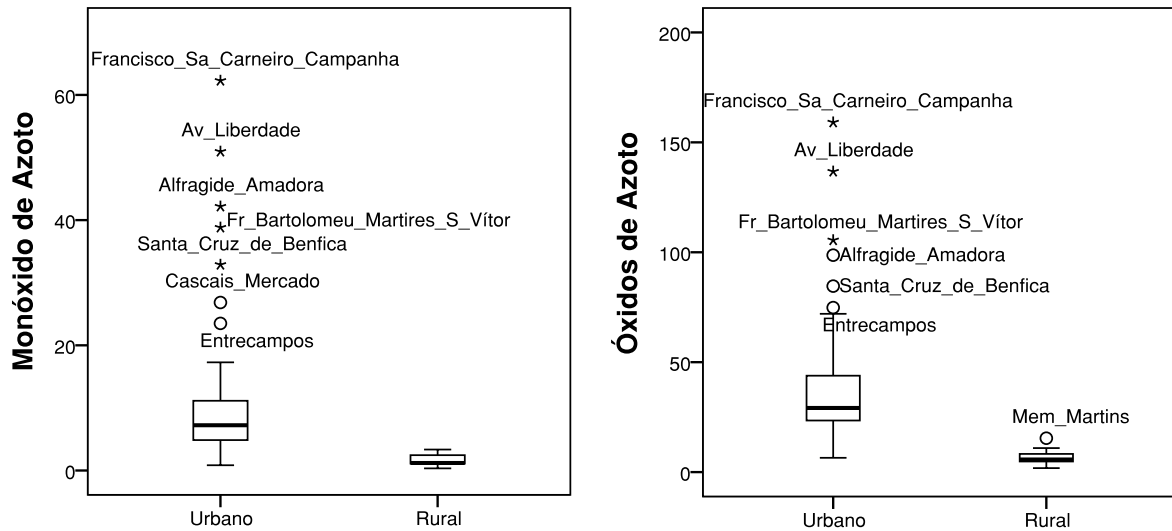 Monóxido de Azoto
60
40
20
0
Francisco_Sa_Carneiro_Campanha
Av_Liberdade
Alfragide_Amadora
Fr_Bartolomeu_Martires_S_Vítor
Santa_Cruz_de_Benfica
Cascais_Mercado
Entrecampos
Urbano
Rural
Óxidos de Azoto
200
150
100
50
0
Francisco_Sa_Carneiro_Campanha
Av_Liberdade
Fr_Bartolomeu_Martires_S_Vítor
Alfragide_Amadora
Santa_Cruz_de_Benfica
Entrecampos
Mem_Martins
Urbano
Rural